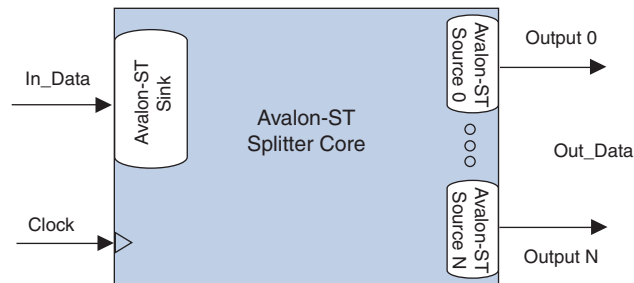 In_Data
Clock
Avalon-ST
Sink
Avalon-ST
Splitter Core
Avalon-ST
Source 0
Avalon-ST
Source N
Output 0
Out_Data
Output N